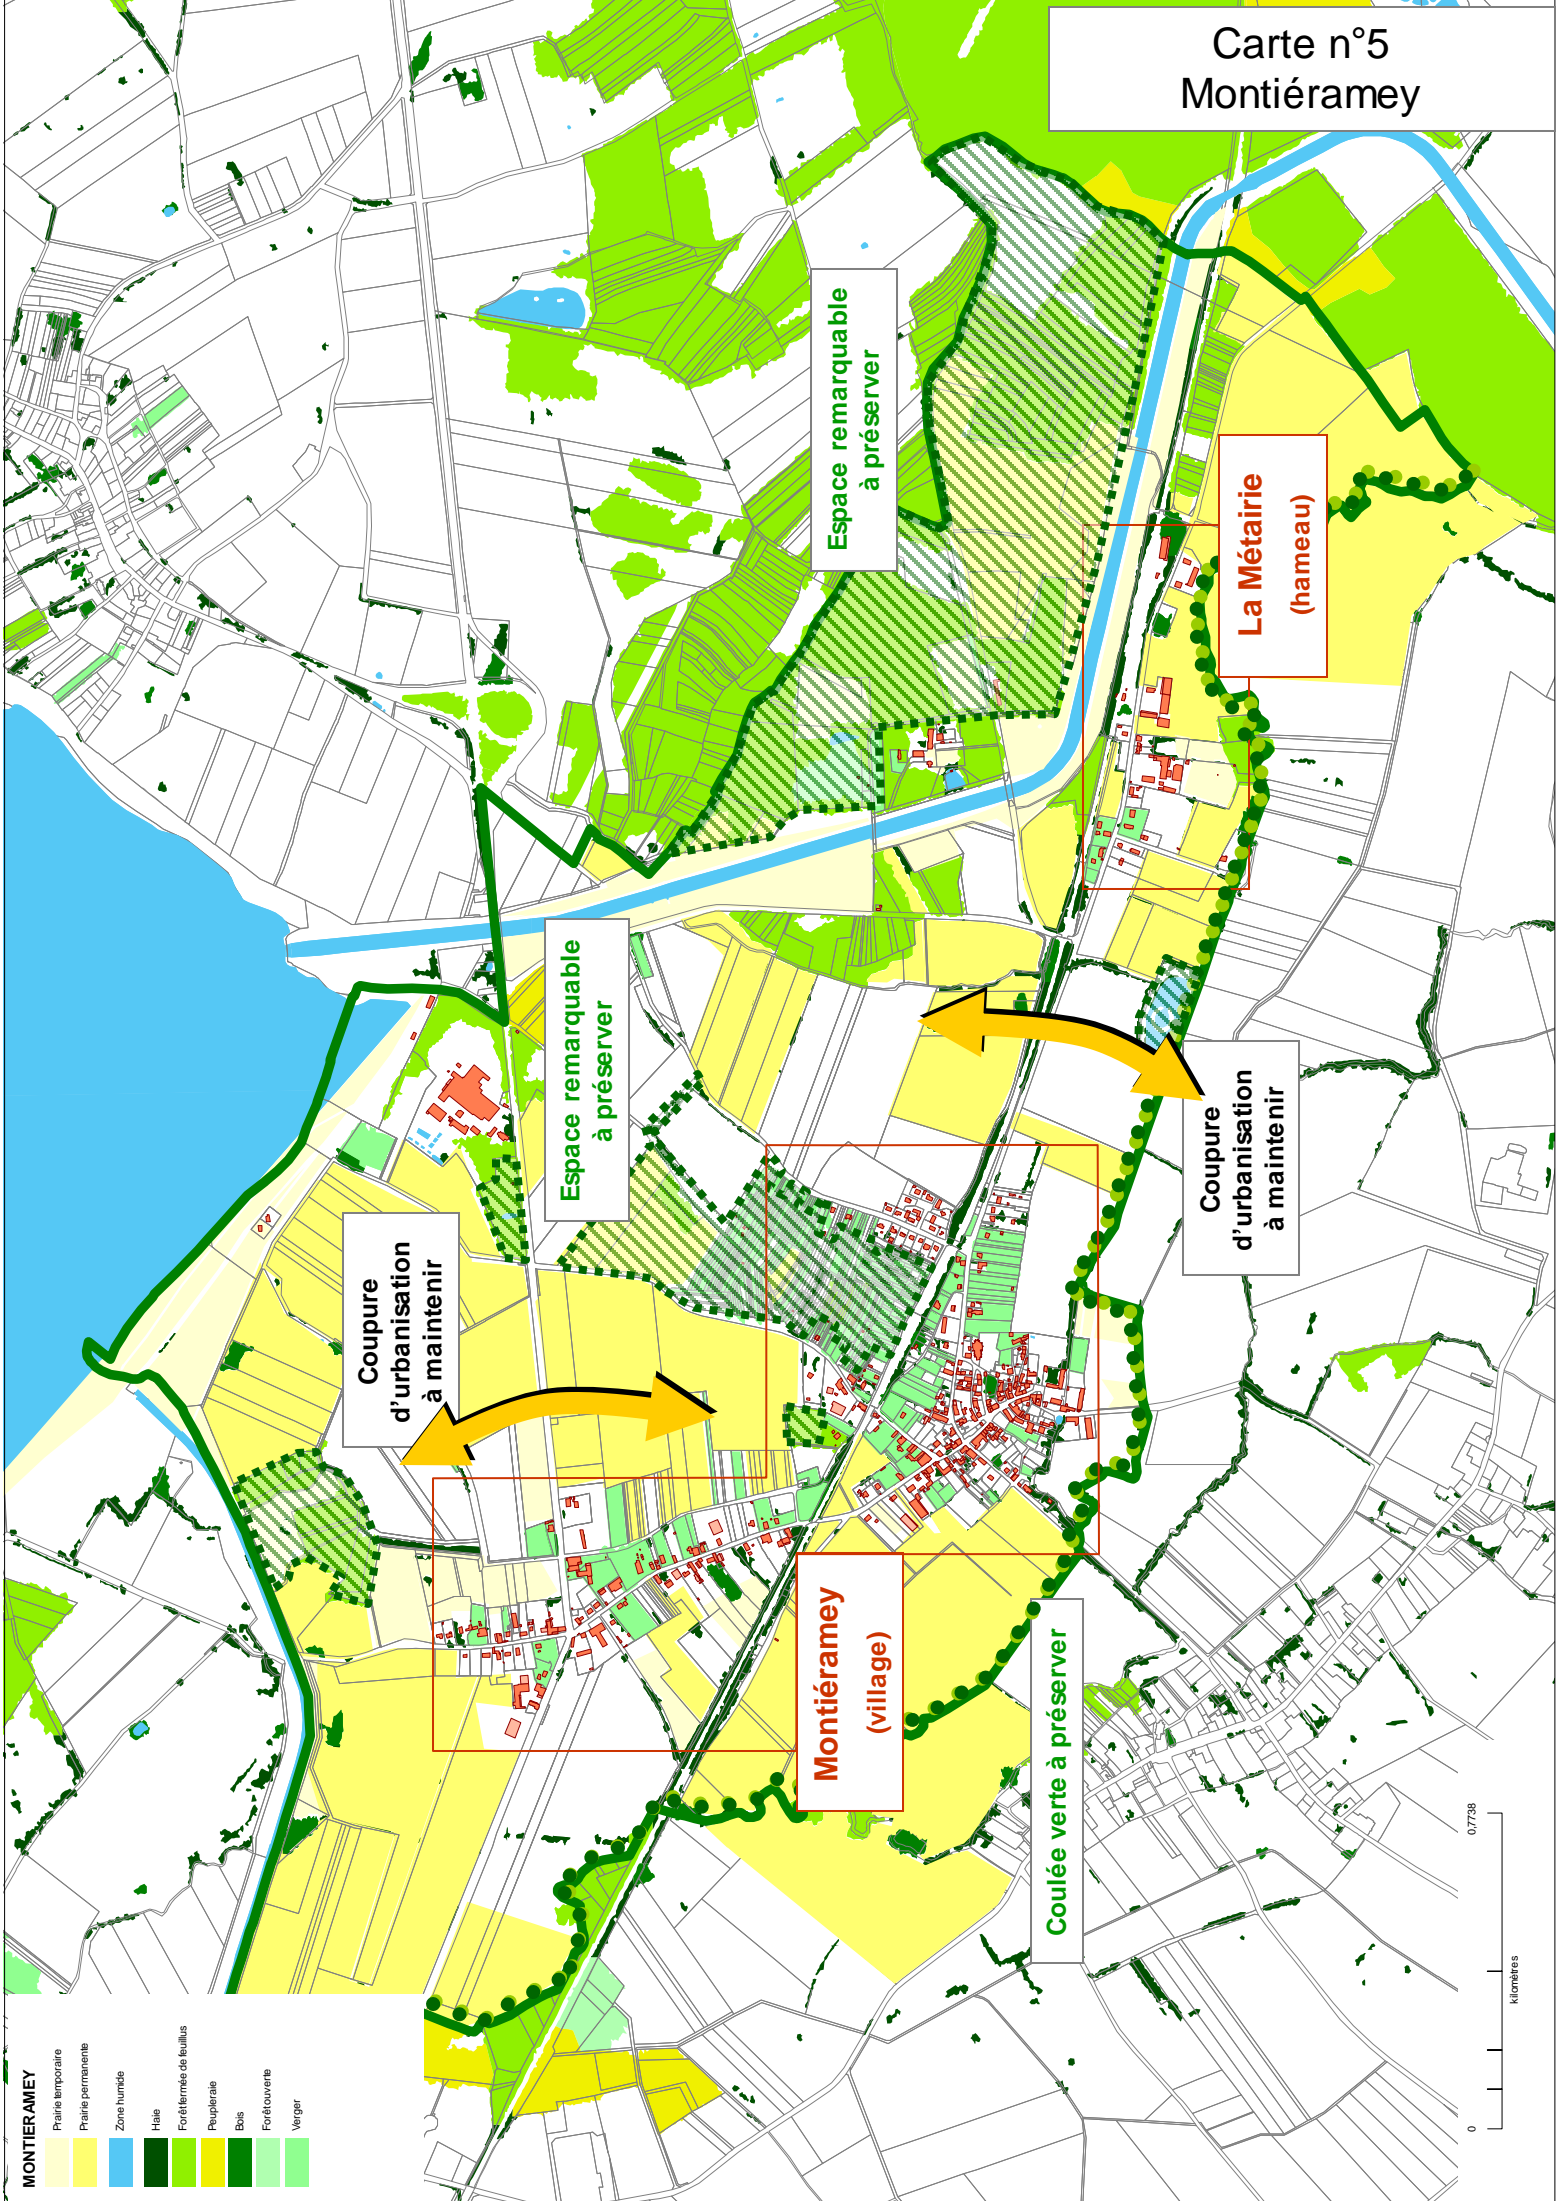 Carte n°5
Montiéramey
Espace remarquable
à préserver
La Métairie
(hameau)
Espace remarquable
à préserver
Coupure
d'urbanisation
à maintenir
Coupure
d'urbanisation
à maintenir
Montiéramey
(village)
Coulée verte à préserver
MONTIERAMEY
Prairie temporaire
Prairie permanente
Zone humide
Haie
Forêt fermée de feuillus
Peupleraie
Bois
Forêt ouverte
Verger
0
0,7738
kilomètres